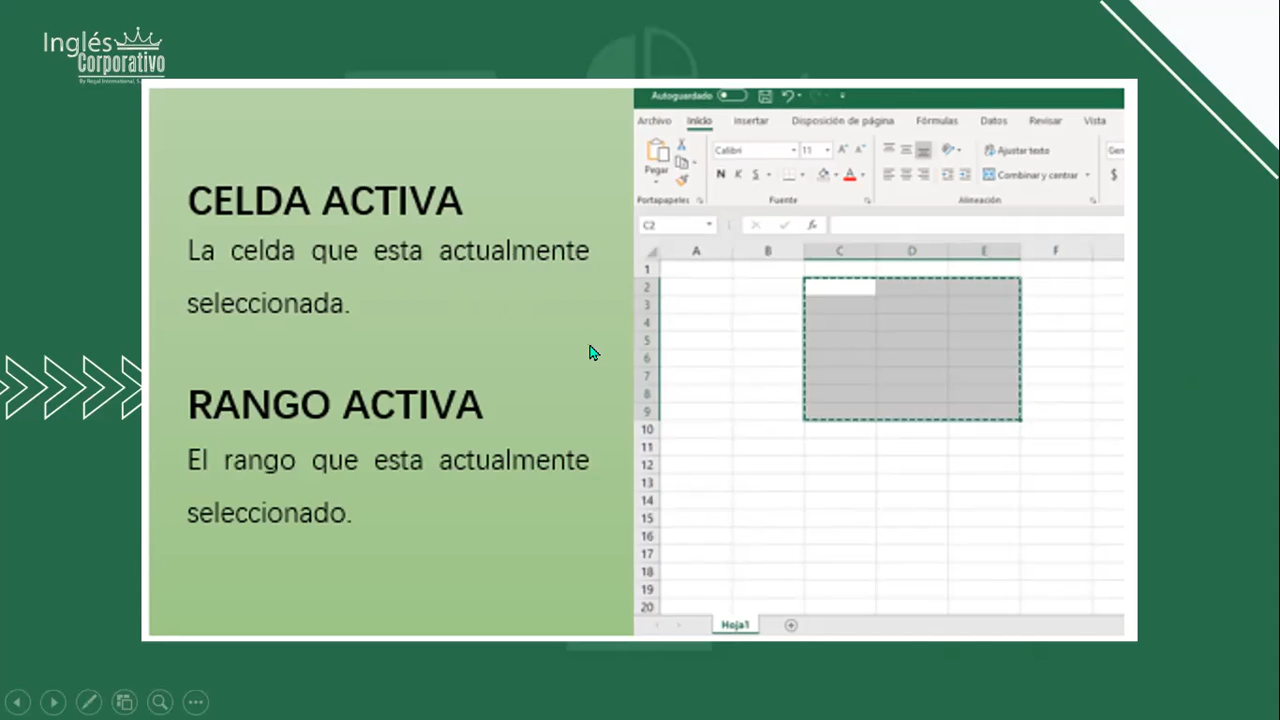 Inglés
Corporativo
CELDA ACTIVA
La celda que esta actualmente
seleccionada.
RANGO ACTIVA
El rango que esta actualmente
seleccionado.
Autoguardado
Archivo Inicio Insertar Disposición de página Fórmulas Datos Revisar Vista
Pegar
Calibri 11
Ajustar texto
N K S
Combinar y centrar
$
Portapapeles Fuente Alineación
C2 fx
A B C D E F
1
2
3
4
5
6
7
8
9
10
11
12
13
14
15
16
17
18
19
20
Hoja1